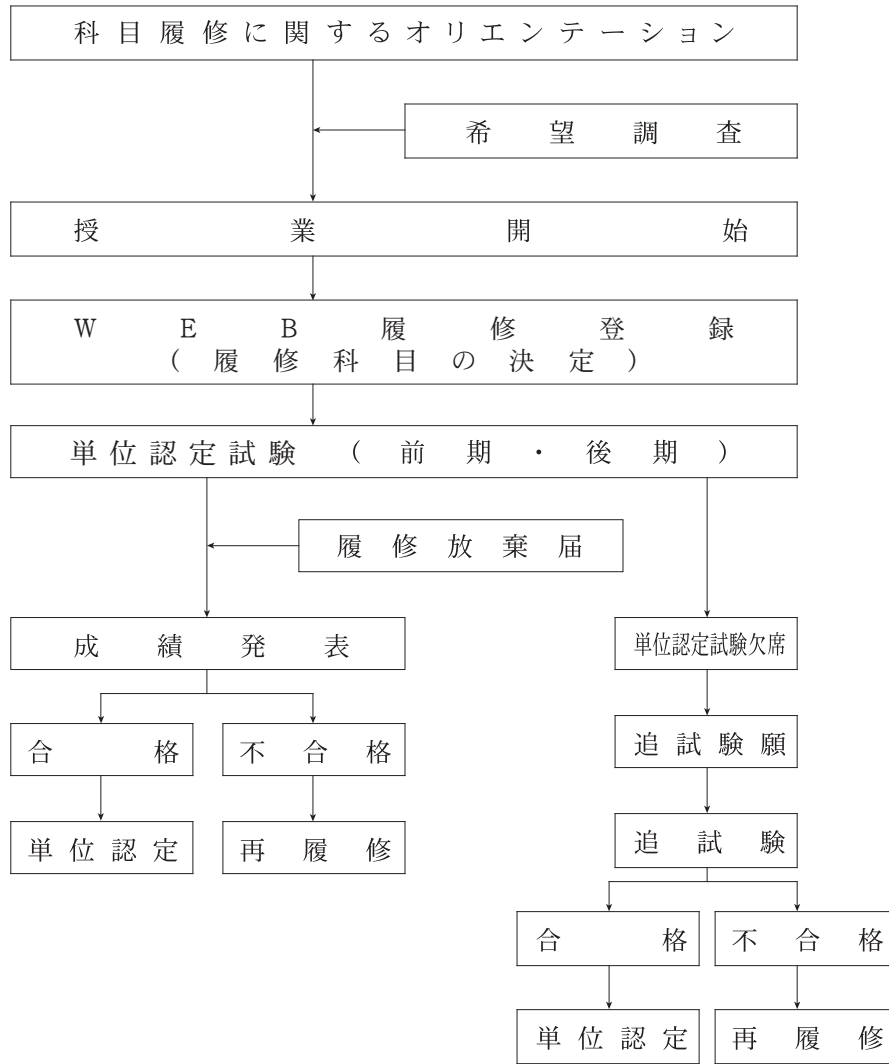 科目履修に関するオリエンテーション
希望調査
授業開始
WEB履修登録
(履修科目の決定)
単位認定試験(前期・後期)
履修放棄届
成績発表
単位認定試験欠席
合格
不合格
追試験願
単位認定
再履修
追試験
合格
不合格
単位認定
再履修